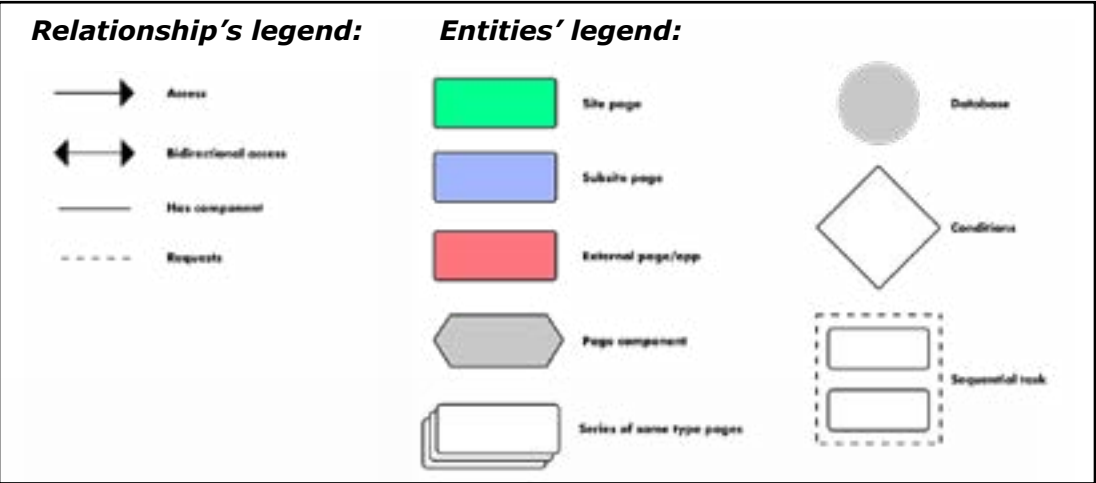 Relationship's legend:
Entities' legend:
Access
Bidirectional access
Has component
Requests
Site page
Subsite page
External page/app
Page component
Series of same type pages
Database
Conditions
Sequential task